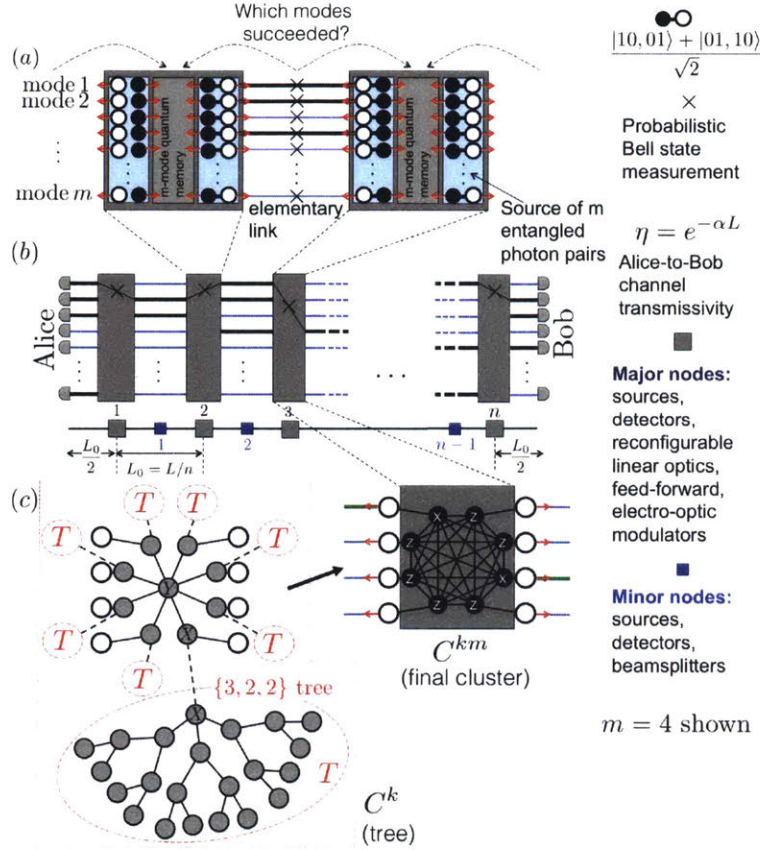 Which modes
succeeded?
(a)
mode 1
mode 2
mode m
m-mode quantum
memory
m-mode quantum
memory
elementary
link
Source of m
entangled
photon pairs
(b)
Alice
Bob
1
2
3
n
1
2
n − 1
L_0/2
L_0 = L/n
L_0/2
(c)
T
T
T
T
T
T
T
{3, 2, 2} tree
T
C^k
(tree)
X
Z
Z
Z
Z
X
Z
Z
C^{km}
(final cluster)
|10, 01⟩ + |01, 10⟩
√2
×
Probabilistic
Bell state
measurement
η = e^{−αL}
Alice-to-Bob
channel
transmissivity
Major nodes:
sources,
detectors,
reconfigurable
linear optics,
feed-forward,
electro-optic
modulators
Minor nodes:
sources,
detectors,
beamsplitters
m = 4 shown